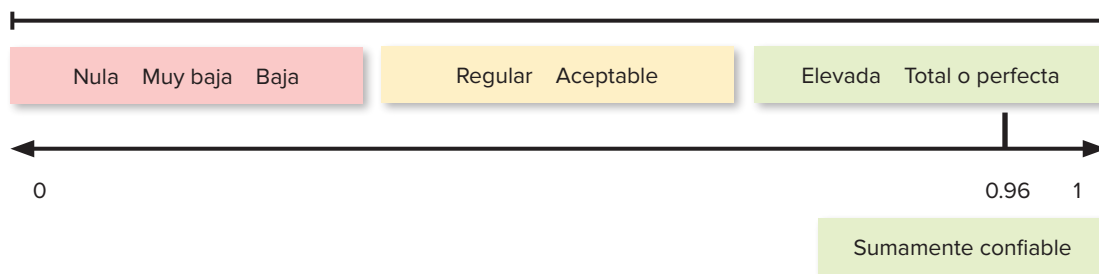 Nula Muy baja Baja Regular Aceptable Elevada Total o perfecta
0 0.96 1
Sumamente confiable